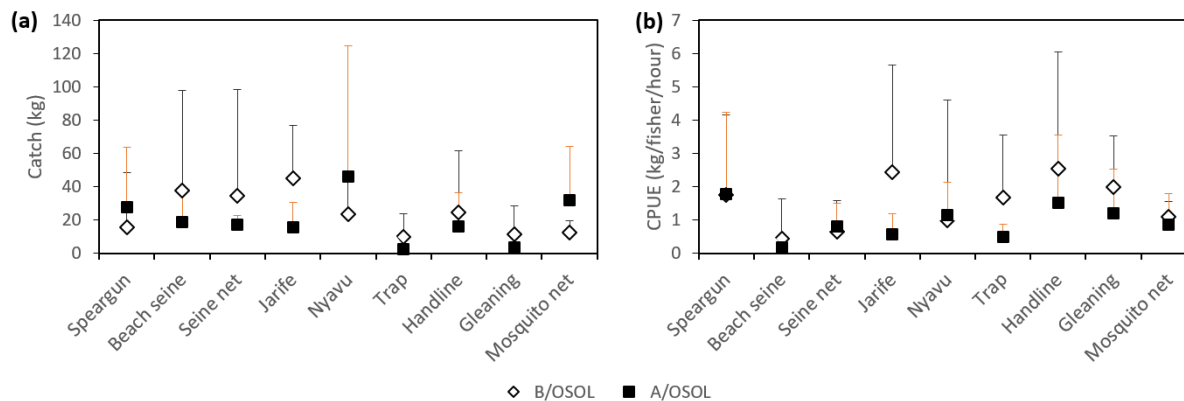 (a)
Catch (kg)
140
120
100
80
60
40
20
0
Speargun
Beach seine
Seine net
Jarife
Nyavu
Trap
Handline
Gleaning
Mosquito net
(b)
CPUE (kg/fisher/hour)
7
6
5
4
3
2
1
0
Speargun
Beach seine
Seine net
Jarife
Nyavu
Trap
Handline
Gleaning
Mosquito net
B/OSOL A/OSOL